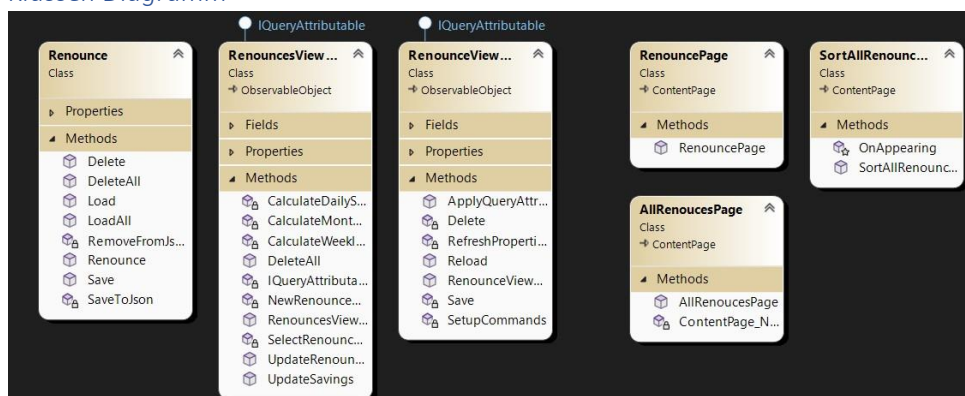 Klassen Diagramm
IQueryAttributable
IQueryAttributable
Renounce
Class
Properties
Methods
Delete
DeleteAll
Load
LoadAll
RemoveFromJs...
Renounce
Save
SaveToJson
RenouncesView...
Class
ObservableObject
Fields
Properties
Methods
CalculateDailyS...
CalculateMont...
CalculateWeekl...
DeleteAll
IQueryAttributa...
NewRenounce...
RenouncesView...
SelectRenounc...
UpdateRenoun...
UpdateSavings
RenounceView...
Class
ObservableObject
Fields
Properties
Methods
ApplyQueryAttr...
Delete
RefreshProperti...
Reload
RenounceView...
Save
SetupCommands
RenouncePage
Class
ContentPage
Methods
RenouncePage
AllRenoucesPage
Class
ContentPage
Methods
AllRenoucesPage
ContentPage_N...
SortAllRenounc...
Class
ContentPage
Methods
OnAppearing
SortAllRenounc...